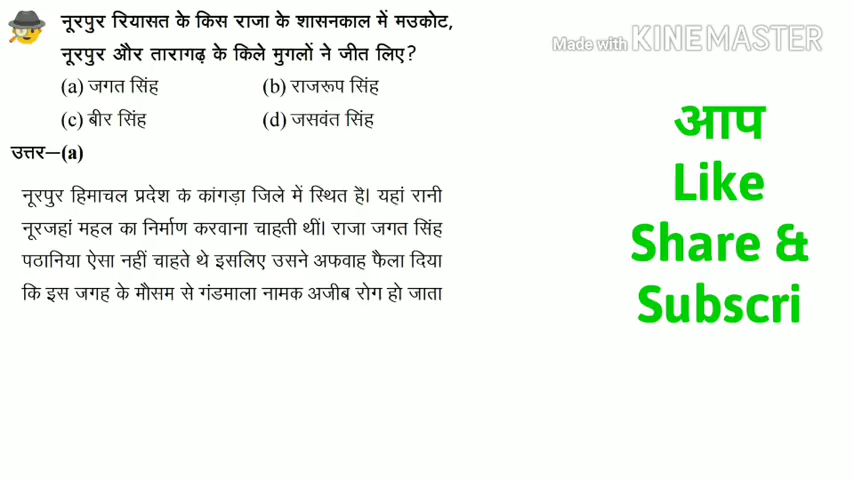 नूरपुर रियासत के किस राजा के शासनकाल में मउकोट,
नूरपुर और तारागढ़ के किले मुगलों ने जीत लिए?
(a) जगत सिंह (b) राजरूप सिंह
(c) बीर सिंह (d) जसवंत सिंह
उत्तर—(a)
नूरपुर हिमाचल प्रदेश के कांगड़ा जिले में स्थित है। यहां रानी
नूरजहां महल का निर्माण करवाना चाहती थीं। राजा जगत सिंह
पठानिया ऐसा नहीं चाहते थे इसलिए उसने अफवाह फैला दिया
कि इस जगह के मौसम से गंडमाला नामक अजीब रोग हो जाता
Made with KINEMASTER
आप
Like
Share &
Subscri